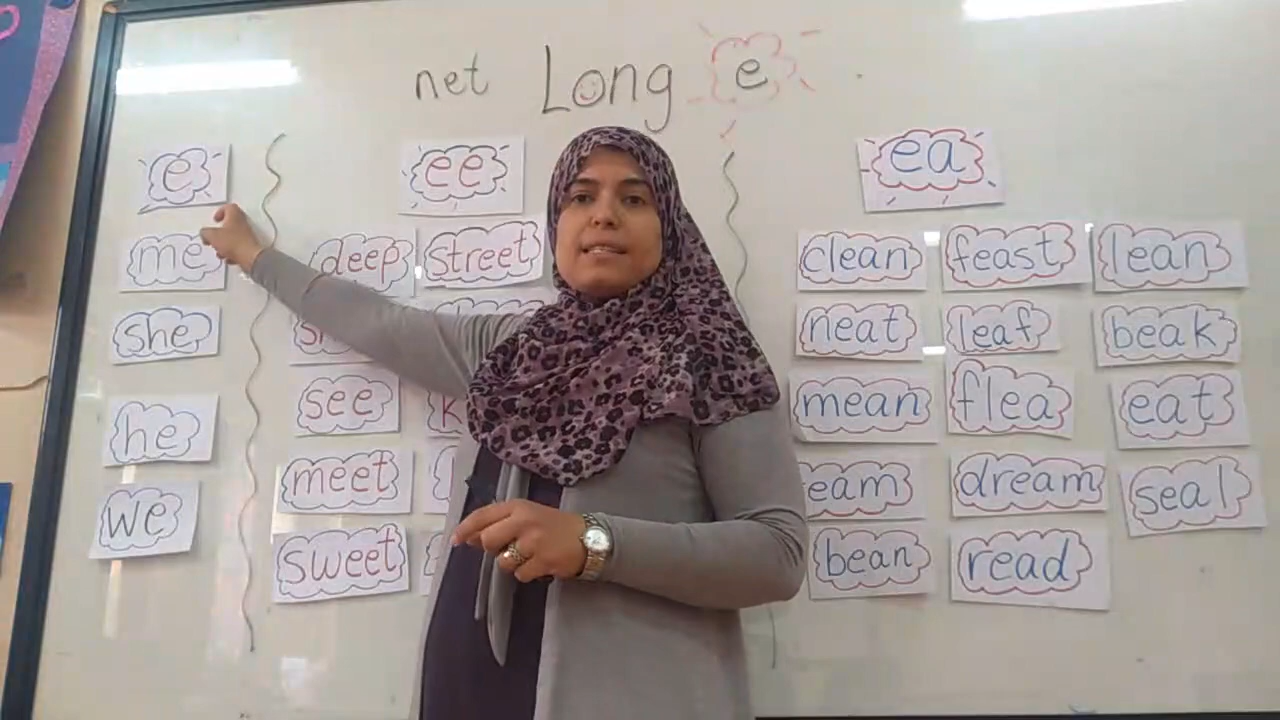 net Long e
e
me
she
he
we
ee
deep street
see
meet
sweet
ea
clean feast lean
neat leaf beak
mean flea eat
dream seal
bean read